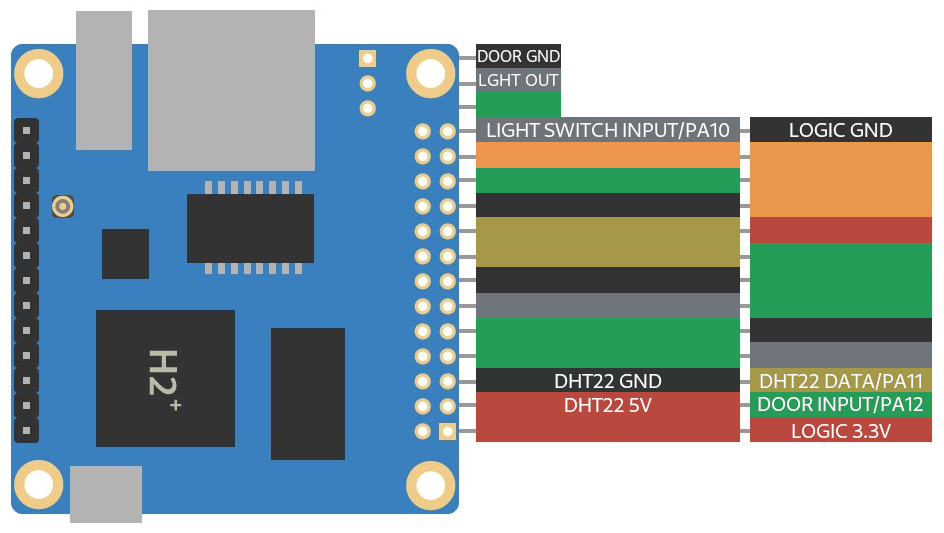 DOOR GND
LGHT OUT
LIGHT SWITCH INPUT/PA10
LOGIC GND
H2+
DHT22 GND
DHT22 DATA/PA11
DHT22 5V
DOOR INPUT/PA12
LOGIC 3.3V